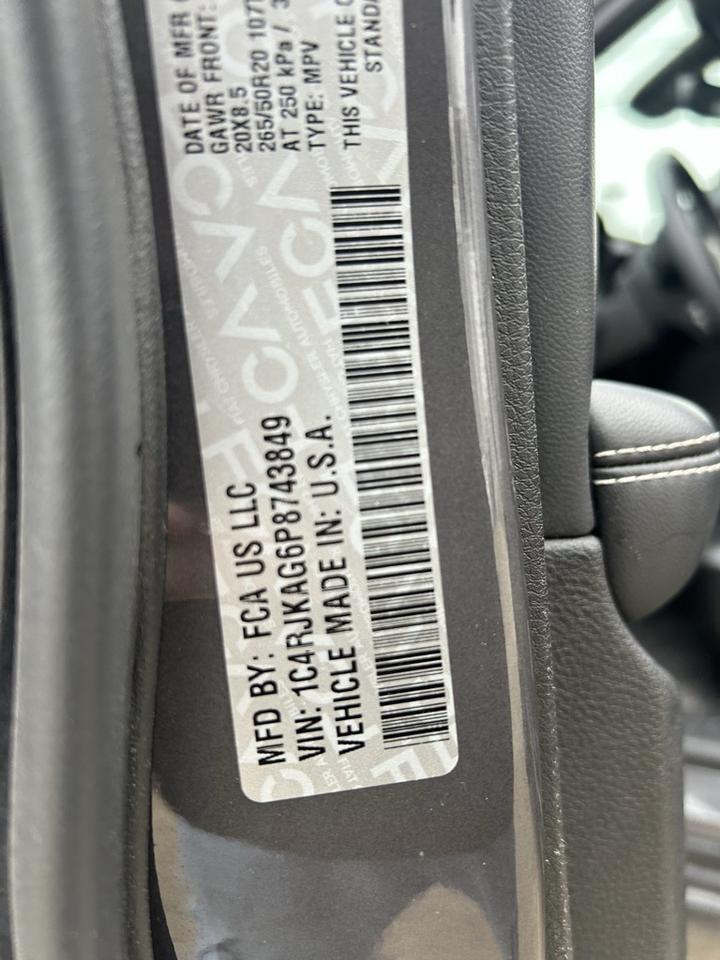 MFD BY: FCA US LLC
VIN: 1C4RJKAG6P8743849
VEHICLE MADE IN: U.S.A.
DATE OF MFR
GAWR FRONT:
20X8.5
265/50R20 107
AT 250 kPa /
TYPE: MPV
THIS VEHICLE
STANDA